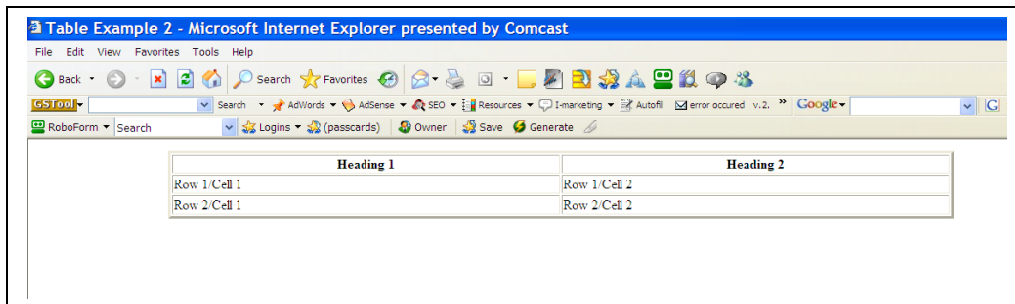 Table Example 2 - Microsoft Internet Explorer presented by Comcast
File Edit View Favorites Tools Help
Back Search Favorites
GSTool Search AdWords AdSense SEO Resources I-marketing Autofil error occured v.2. » Google G
RoboForm Search Logins (passcards) Owner Save Generate
Heading 1 Heading 2
Row 1/Cell 1 Row 1/Cell 2
Row 2/Cell 1 Row 2/Cell 2